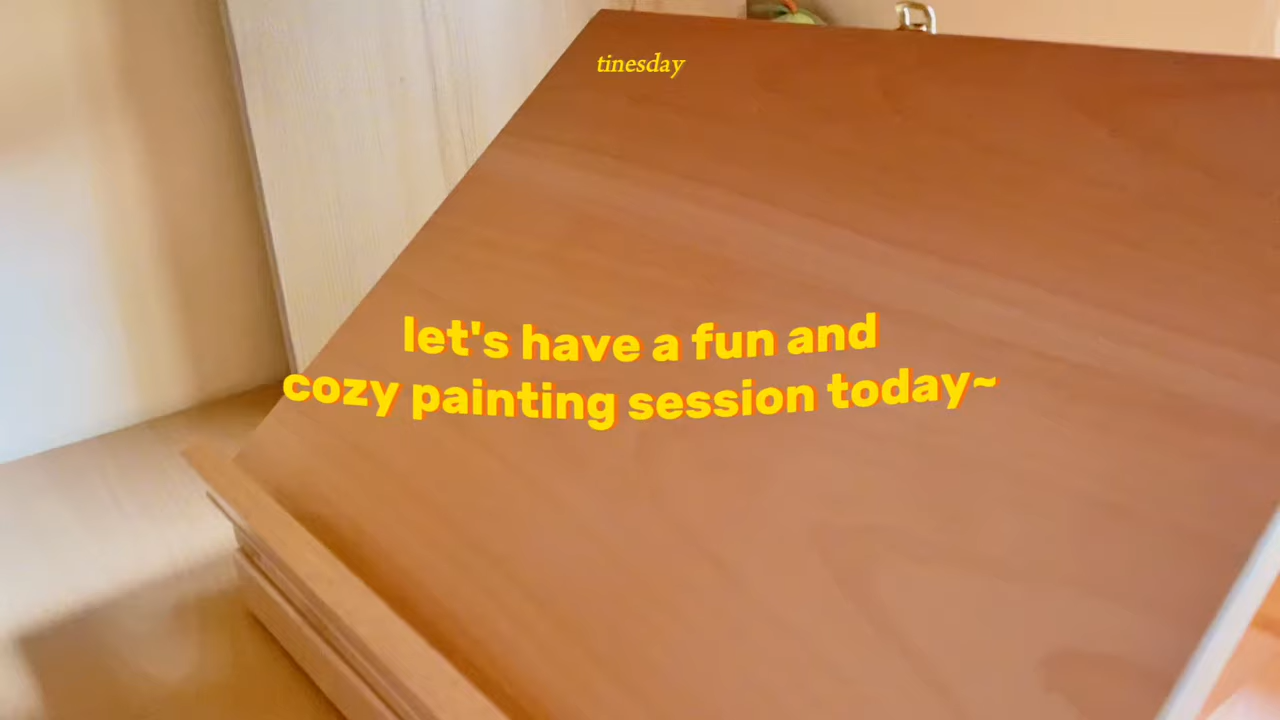 tinesday
let's have a fun and
cozy painting session today~